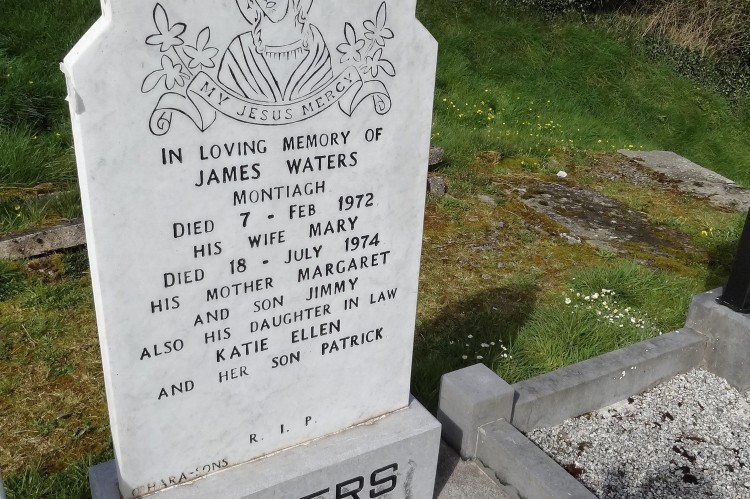 MY JESUS MERCY
IN LOVING MEMORY OF
JAMES WATERS
MONTIAGH
DIED 7 - FEB 1972
HIS WIFE MARY
DIED 18 - JULY 1974
HIS MOTHER MARGARET
AND SON JIMMY
ALSO HIS DAUGHTER IN LAW
KATIE ELLEN
AND HER SON PATRICK
R. I. P.
O'HARA-SONS